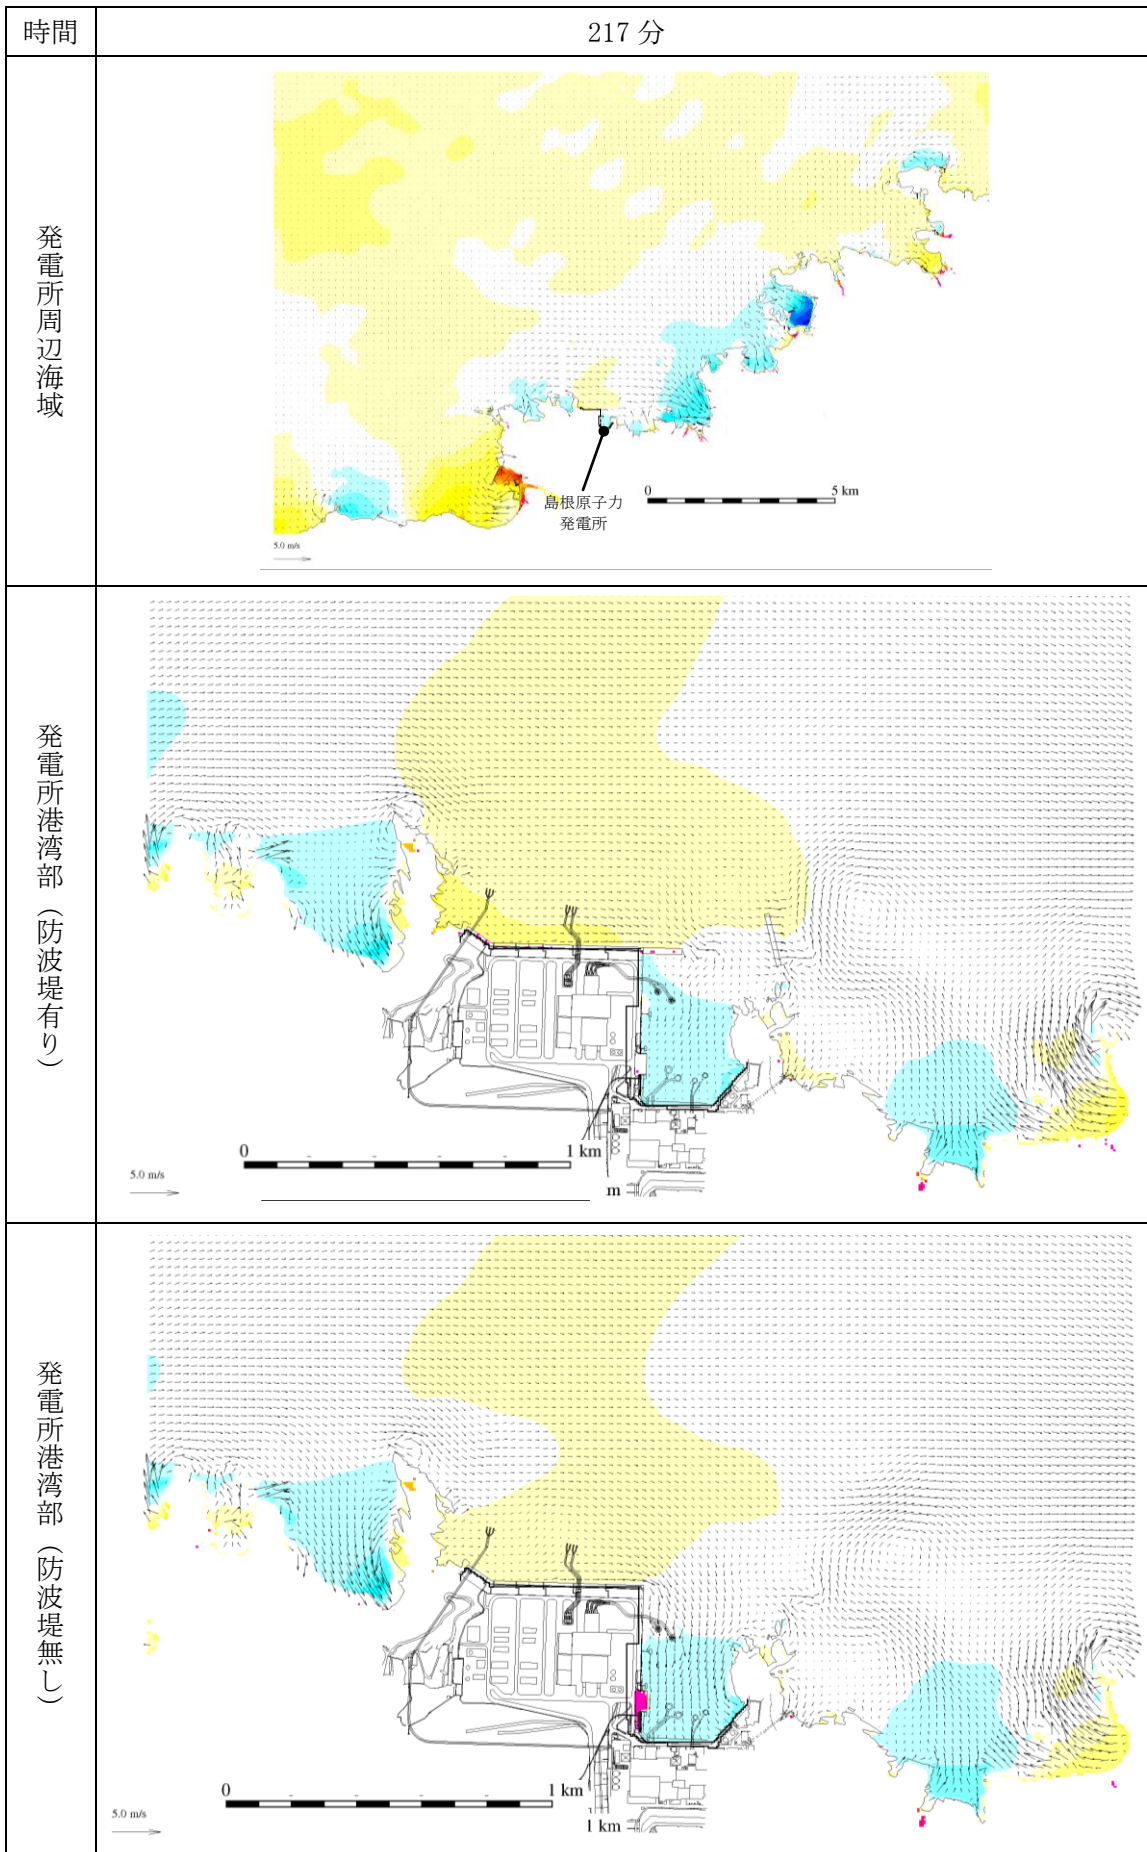 時間
217 分
発電所周辺海域
島根原子力
発電所
0
5 km
5.0 m/s
発電所港湾部（防波堤有り）
0
1 km
5.0 m/s
m
発電所港湾部（防波堤無し）
0
1 km
5.0 m/s
1 km